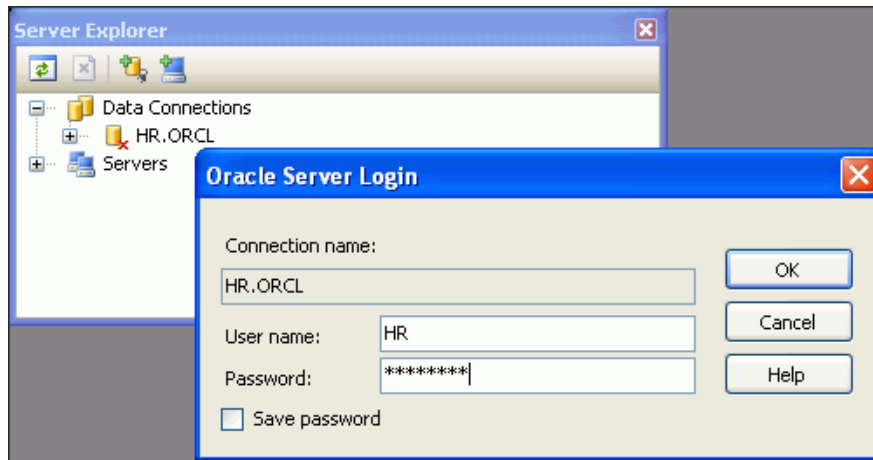 Server Explorer
Data Connections
HR.ORCL
Servers
Oracle Server Login
Connection name:
HR.ORCL
OK
User name:
HR
Cancel
Password:
********
Help
Save password